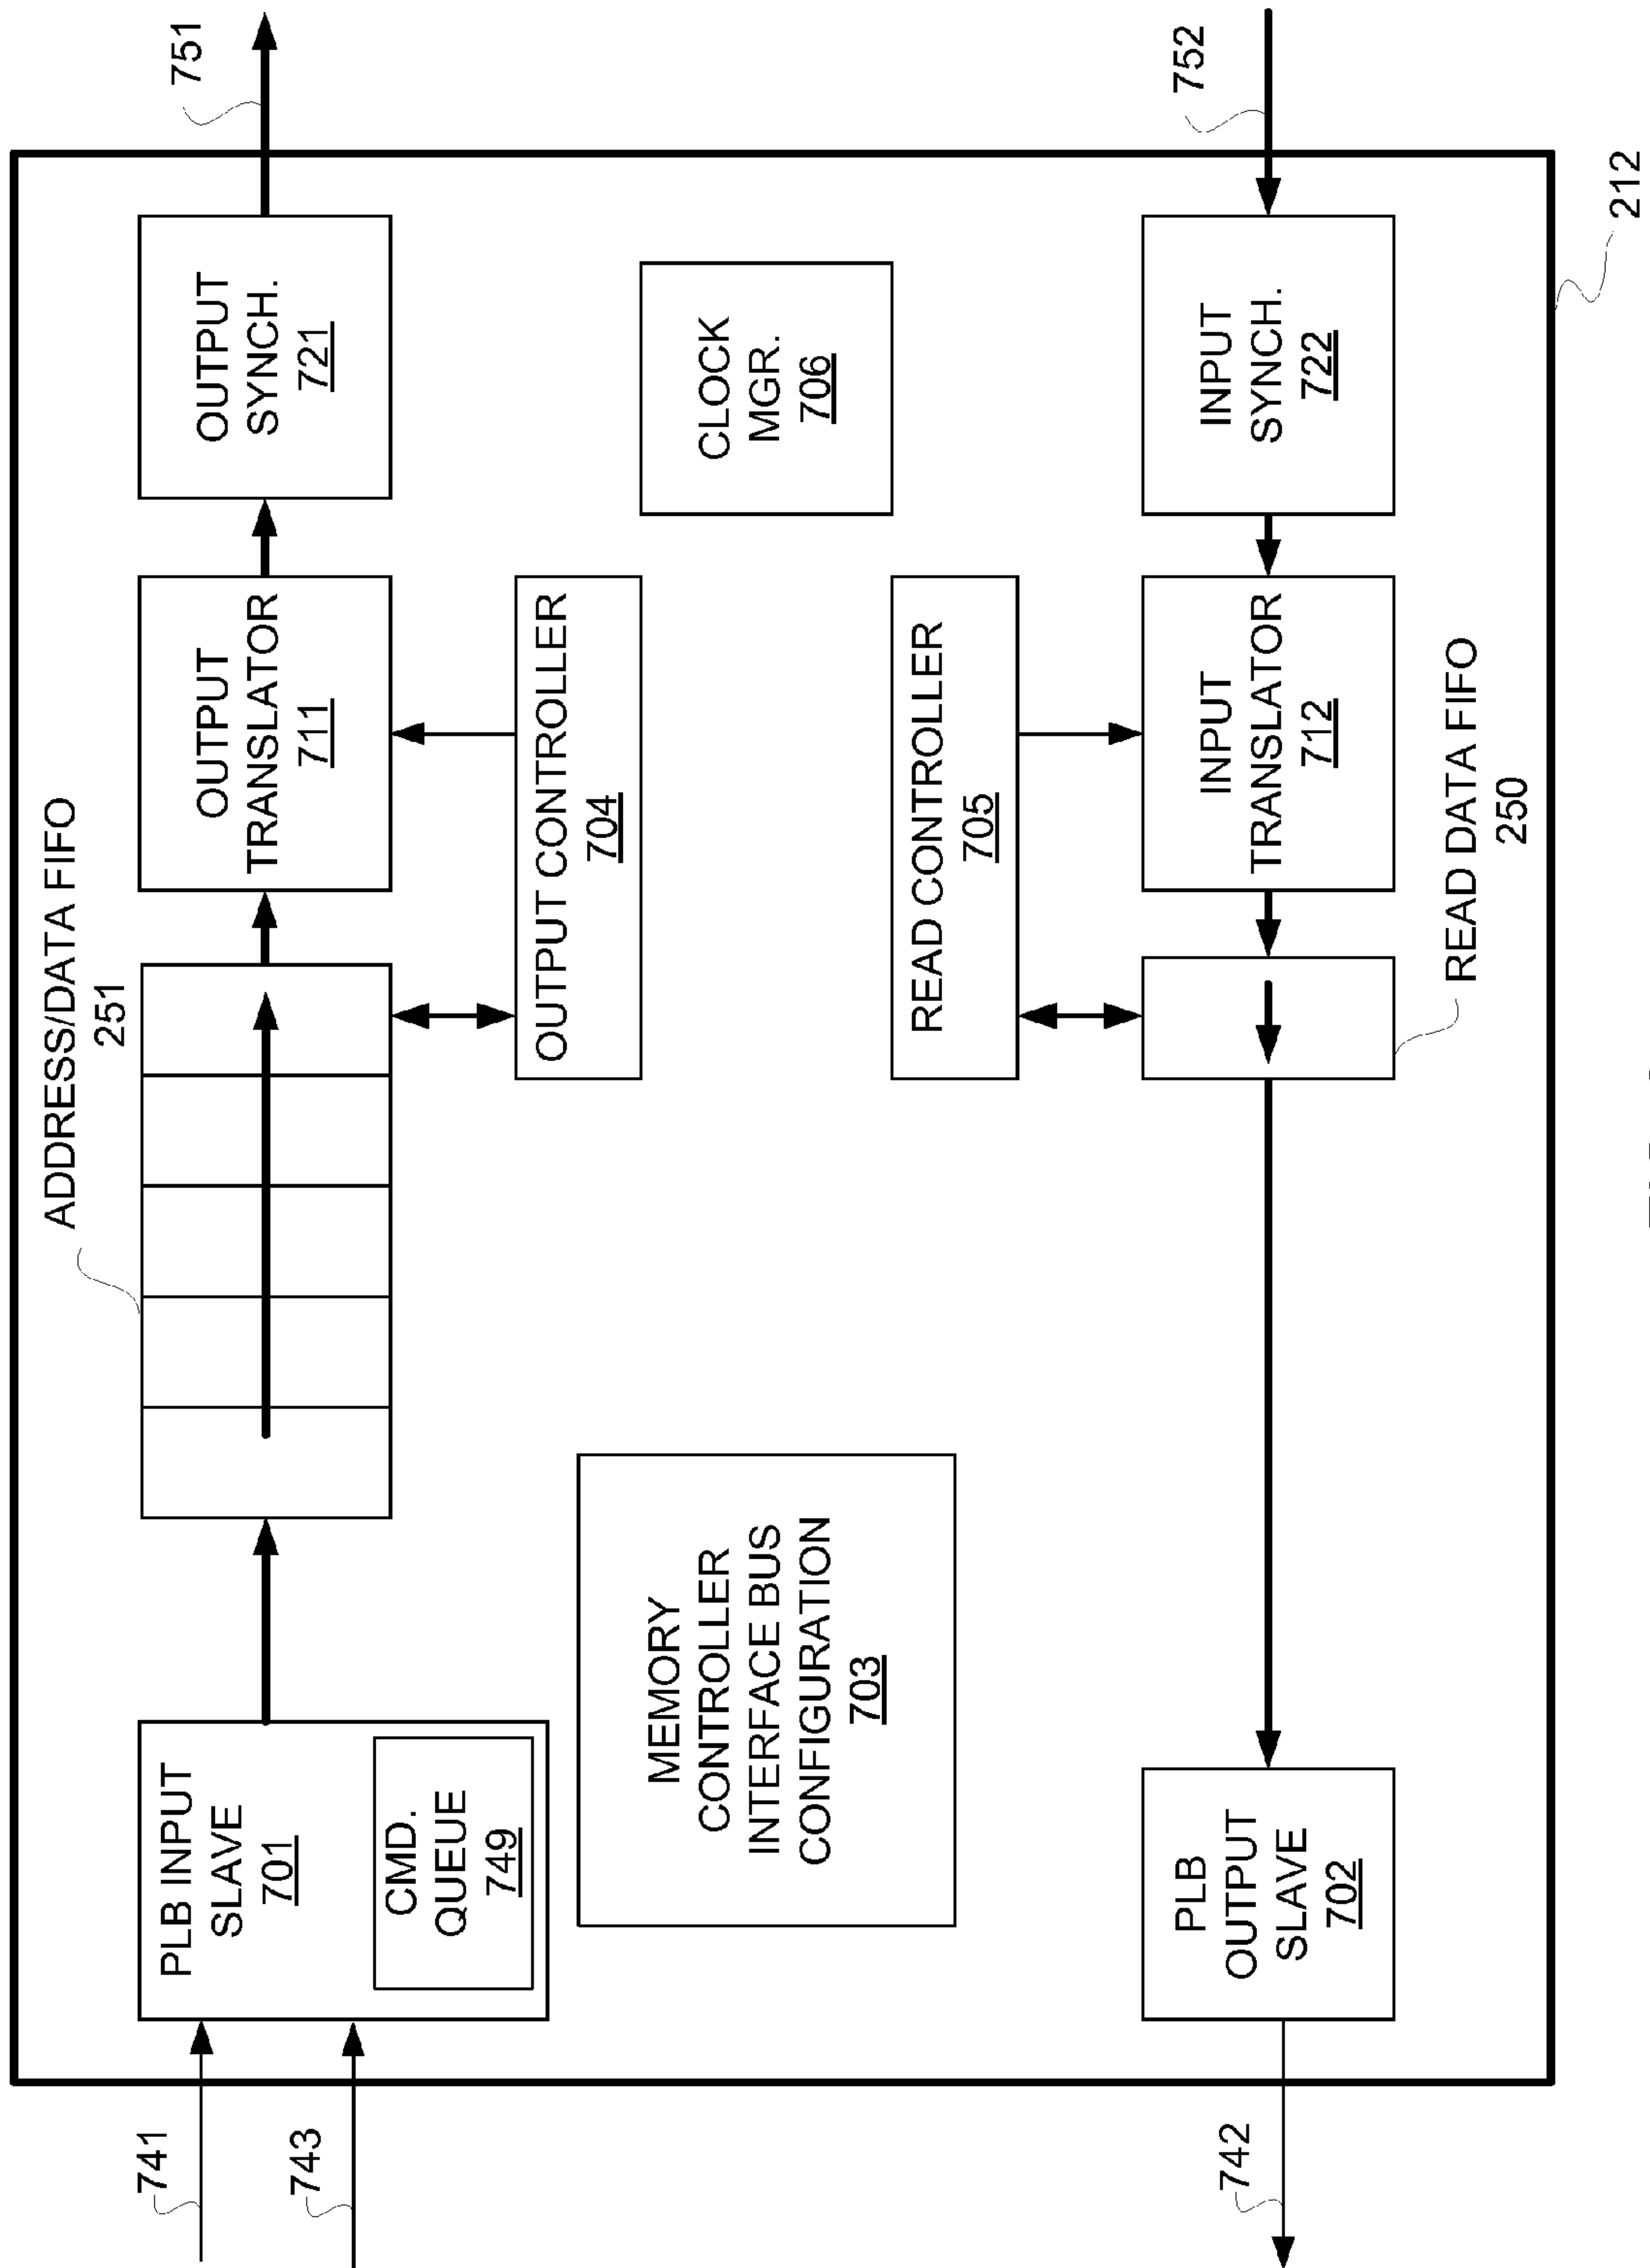 ADDRESS/DATA FIFO
251
741
743
PLB INPUT
SLAVE
701
CMD.
QUEUE
749
OUTPUT
TRANSLATOR
711
OUTPUT
SYNCH.
721
751
OUTPUT CONTROLLER
704
MEMORY
CONTROLLER
INTERFACE BUS
CONFIGURATION
703
CLOCK
MGR.
706
READ CONTROLLER
705
742
PLB
OUTPUT
SLAVE
702
INPUT
TRANSLATOR
712
INPUT
SYNCH.
722
752
READ DATA FIFO
250
212